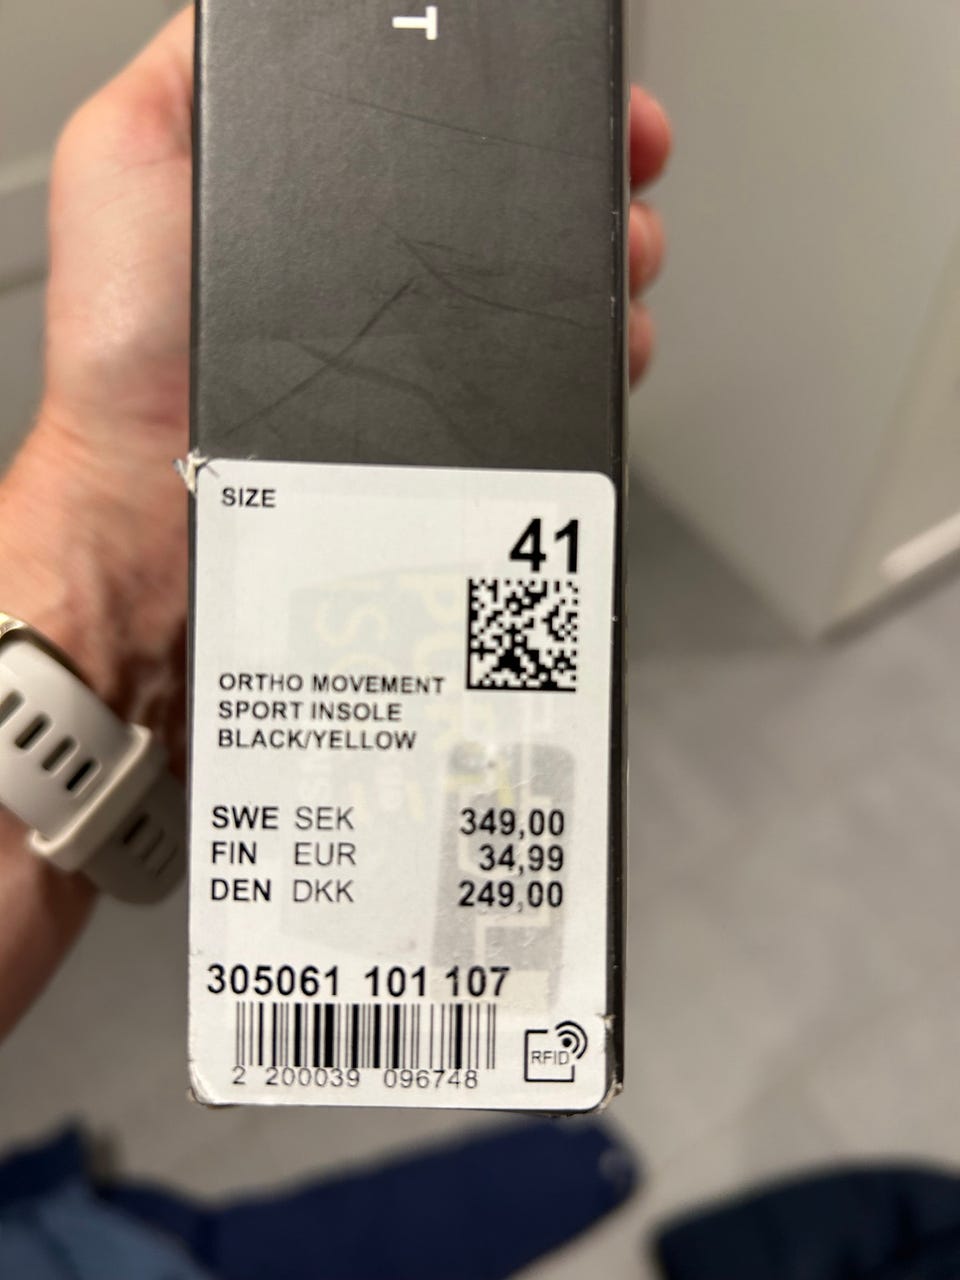 T
SIZE
41
ORTHO MOVEMENT
SPORT INSOLE
BLACK/YELLOW
SWE SEK 349,00
FIN EUR 34,99
DEN DKK 249,00
305061 101 107
RFID
2 200039 096748